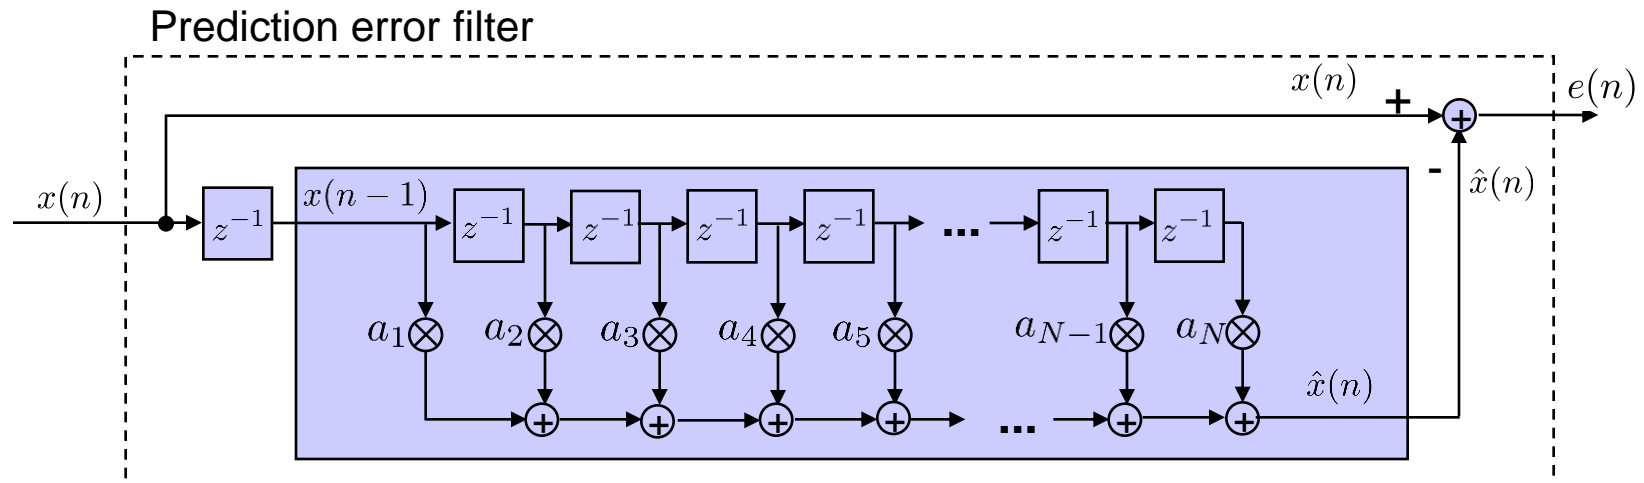 Prediction error filter
x(n) + e(n)
+
x(n) - x̂(n)
z⁻¹ x(n − 1) z⁻¹ z⁻¹ z⁻¹ z⁻¹ ... z⁻¹ z⁻¹
a₁ a₂ a₃ a₄ a₅ a_{N−1} a_N
x̂(n)
+ + + + ... + +